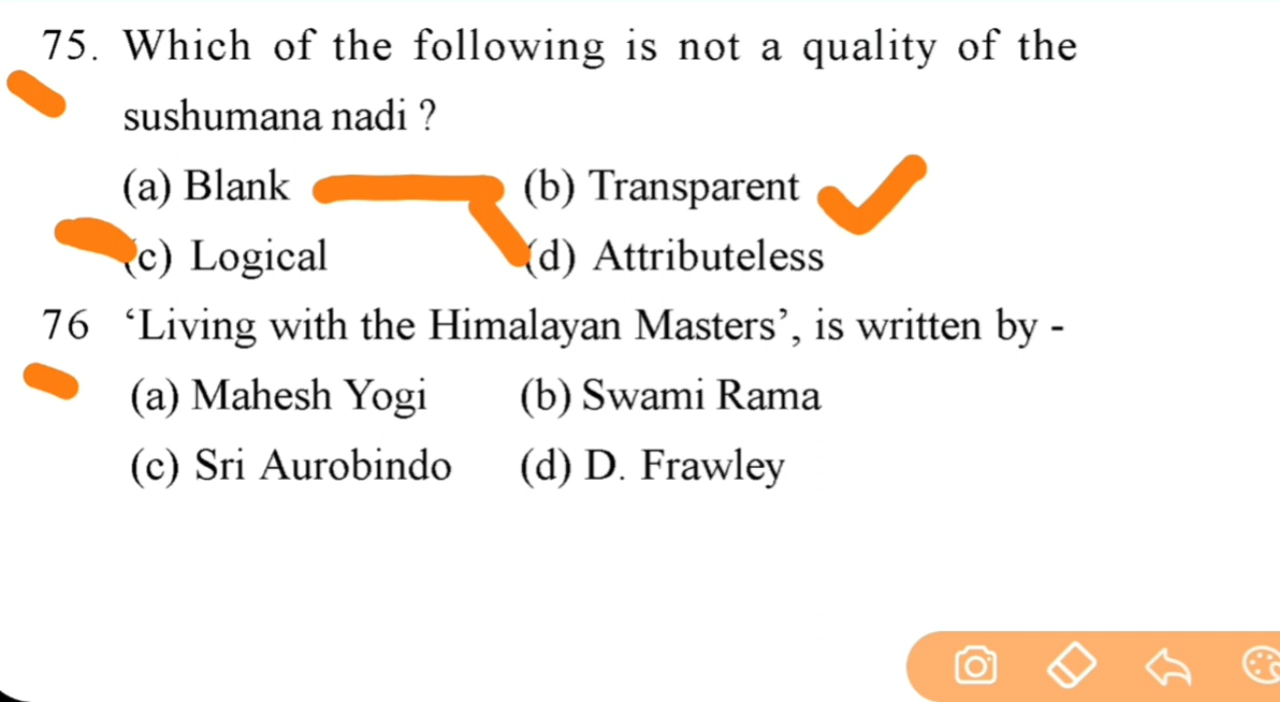 75. Which of the following is not a quality of the
sushumana nadi ?
(a) Blank (b) Transparent
(c) Logical (d) Attributeless
76 ‘Living with the Himalayan Masters’, is written by -
(a) Mahesh Yogi (b) Swami Rama
(c) Sri Aurobindo (d) D. Frawley